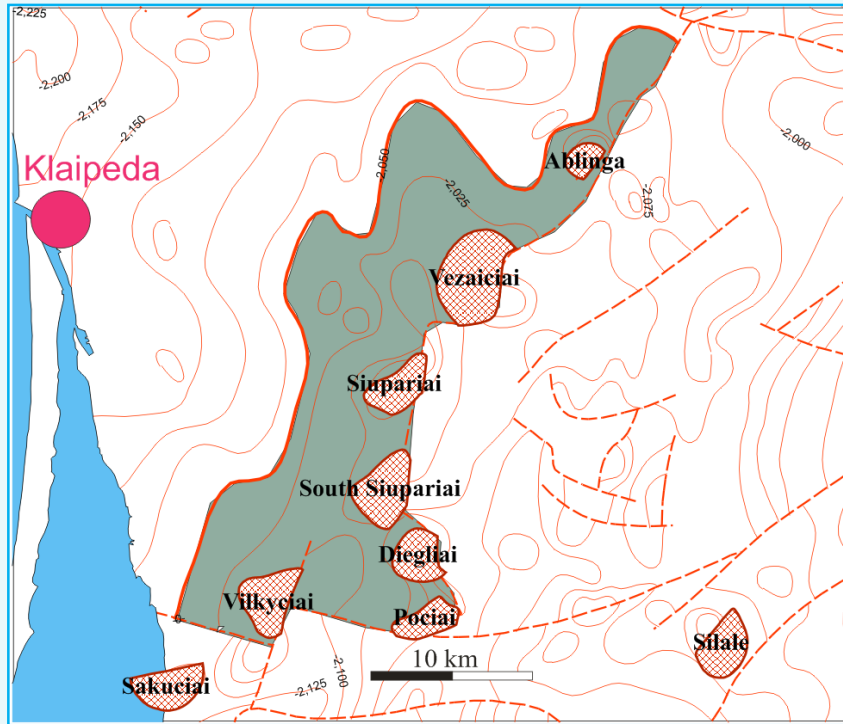 -2,225
-2,200
-2,175
-2,150
-2,050
-2,000
Ablinga
Klaipeda
-2,025
-2,075
Vezaiciai
Siupariai
South Siupariai
Diegliai
Vilkyciai
Pociai
Silale
10 km
-2,100
Sakuciai
-2,125